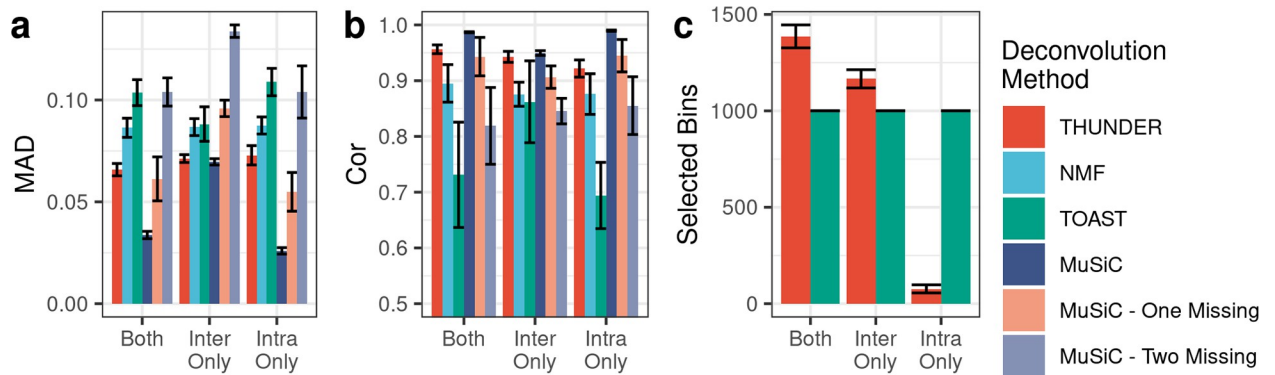 a
MAD
0.10
0.05
0.00
Both
Inter
Only
Intra
Only
b
Cor
1.0
0.9
0.8
0.7
0.6
0.5
Both
Inter
Only
Intra
Only
c
Selected Bins
1500
1000
500
0
Both
Inter
Only
Intra
Only
Deconvolution
Method
THUNDER
NMF
TOAST
MuSiC
MuSiC - One Missing
MuSiC - Two Missing